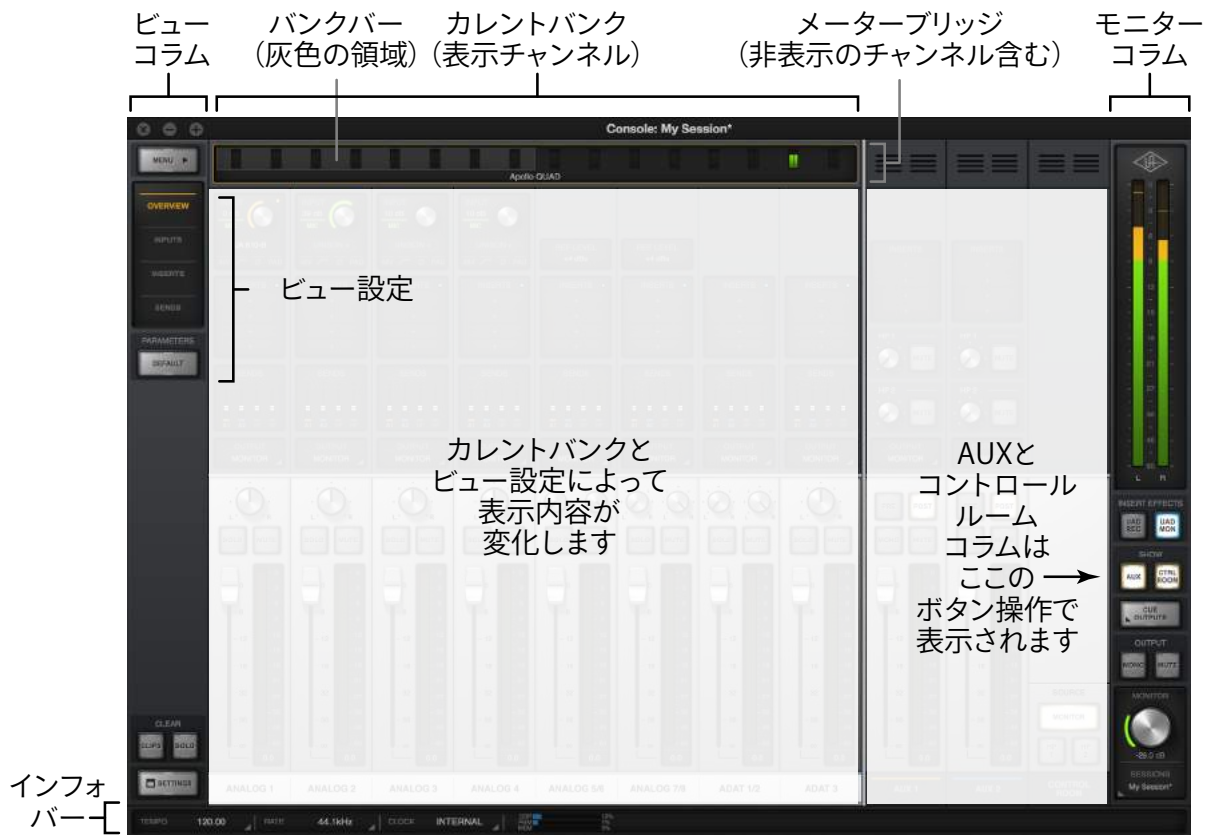 ビュー
コラム
バンクバー
(灰色の領域)
カレントバンク
(表示チャンネル)
メーターブリッジ
(非表示のチャンネル含む)
モニター
コラム
Console: My Session*
MENU
Apollo QUAD
OVERVIEW
INPUTS
INSERTS
SENDS
PARAMETERS
DEFAULT
ビュー設定
カレントバンクと
ビュー設定によって
表示内容が
変化します
AUXと
コントロール
ルーム
コラムは
ここの
ボタン操作で
表示されます
L R
INSERT EFFECTS
UAD REC
UAD MON
SHOW
AUX
CTRL ROOM
CUE OUTPUTS
OUTPUT
MONO MUTE
MONITOR
-26.0 dB
SESSIONS
My Session*
CLEAR
CLIPS SOLO
SETTINGS
ANALOG 1 ANALOG 2 ANALOG 3 ANALOG 4 ANALOG 5/6 ANALOG 7/8 ADAT 1/2 ADAT 3 AUX 1 AUX 2 CONTROL ROOM
インフォ
バー
TEMPO 120.00 RATE 44.1kHz CLOCK INTERNAL